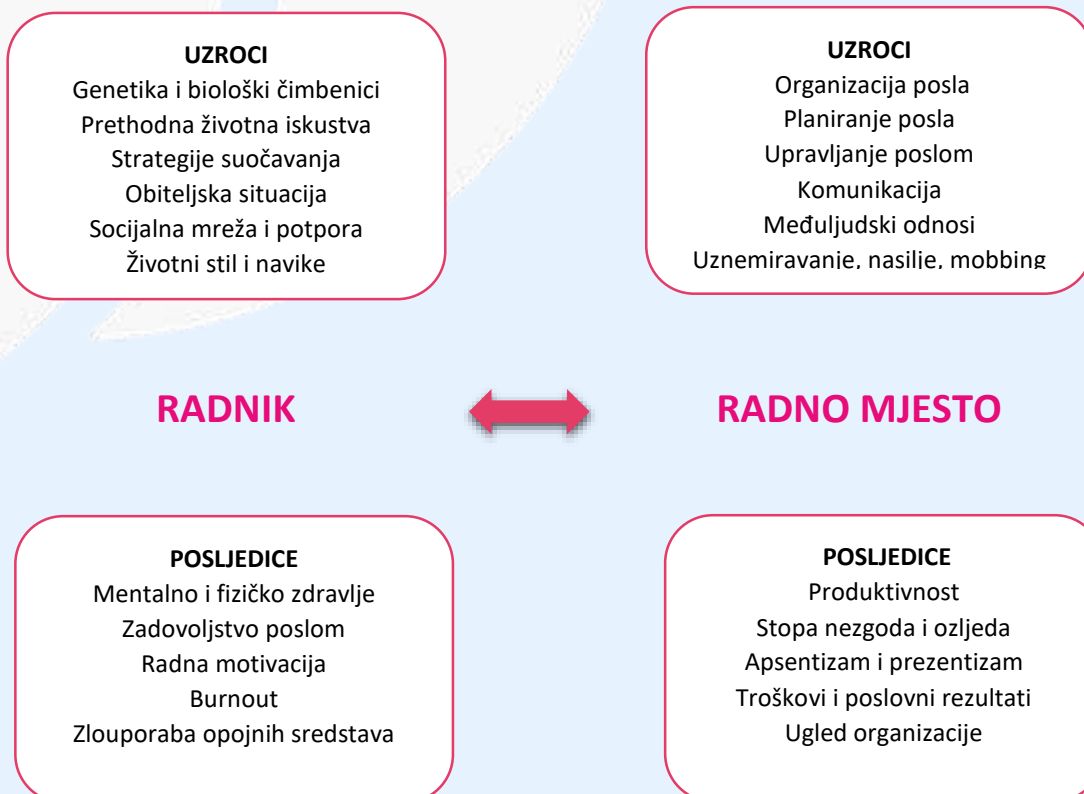 UZROCI
Genetika i biološki čimbenici
Prethodna životna iskustva
Strategije suočavanja
Obiteljska situacija
Socijalna mreža i potpora
Životni stil i navike
UZROCI
Organizacija posla
Planiranje posla
Upravljanje poslom
Komunikacija
Međuljudski odnosi
Uznemiravanje, nasilje, mobbing
RADNIK
RADNO MJESTO
POSLJEDICE
Mentalno i fizičko zdravlje
Zadovoljstvo poslom
Radna motivacija
Burnout
Zlouporaba opojnih sredstava
POSLJEDICE
Produktivnost
Stopa nezgoda i ozljeda
Apsentizam i prezentizam
Troškovi i poslovni rezultati
Ugled organizacije